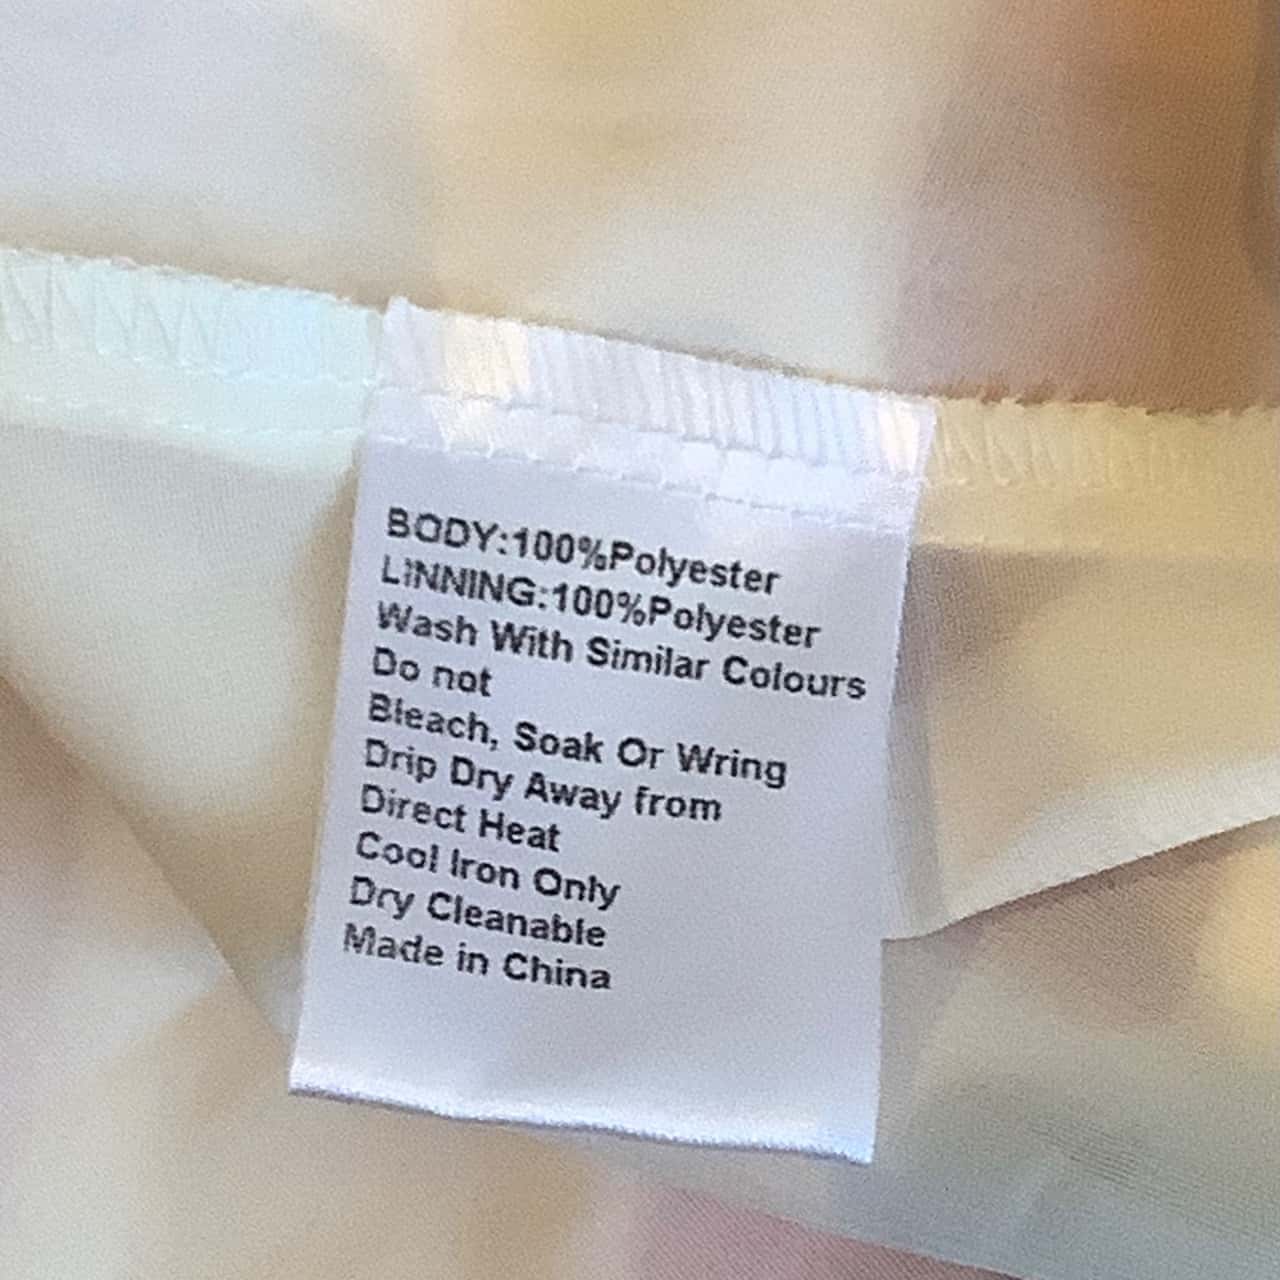 BODY:100%Polyester
LINNING:100%Polyester
Wash With Similar Colours
Do not
Bleach, Soak Or Wring
Drip Dry Away from
Direct Heat
Cool Iron Only
Dry Cleanable
Made in China